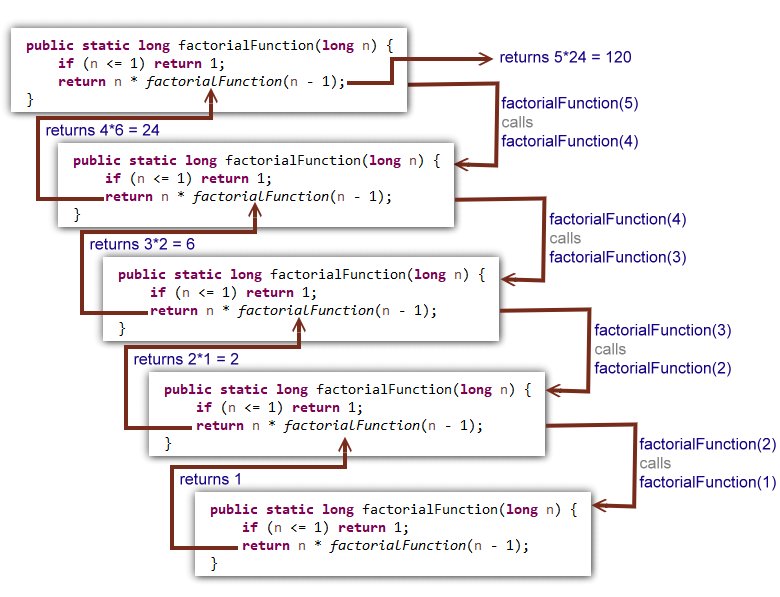 public static long factorialFunction(long n) {
if (n <= 1) return 1;
return n * factorialFunction(n - 1);
}
returns 5*24 = 120
factorialFunction(5)
calls
factorialFunction(4)
returns 4*6 = 24
public static long factorialFunction(long n) {
if (n <= 1) return 1;
return n * factorialFunction(n - 1);
}
factorialFunction(4)
calls
factorialFunction(3)
returns 3*2 = 6
public static long factorialFunction(long n) {
if (n <= 1) return 1;
return n * factorialFunction(n - 1);
}
factorialFunction(3)
calls
factorialFunction(2)
returns 2*1 = 2
public static long factorialFunction(long n) {
if (n <= 1) return 1;
return n * factorialFunction(n - 1);
}
factorialFunction(2)
calls
factorialFunction(1)
returns 1
public static long factorialFunction(long n) {
if (n <= 1) return 1;
return n * factorialFunction(n - 1);
}